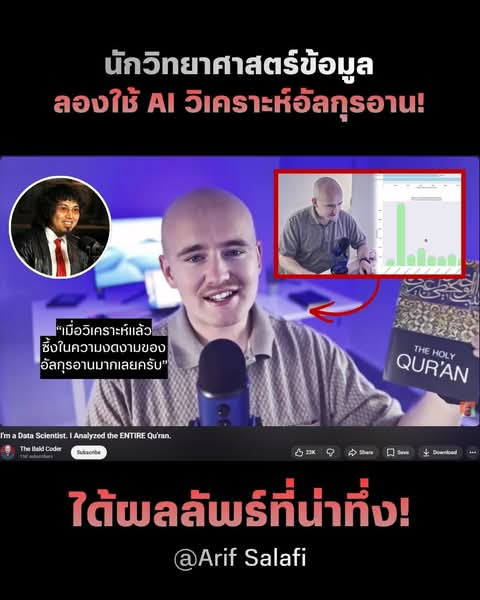 นักวิทยาศาสตร์ข้อมูล
ลองใช้ AI วิเคราะห์อัลกุรอาน!
“เมื่อวิเคราะห์แล้ว
ซึ้งในความงดงามของ
อัลกุรอานมากเลยครับ”
THE HOLY
QUR'AN
I'm a Data Scientist. I Analyzed the ENTIRE Qu'ran.
The Bald Coder
Subscribe
23K
Share
Save
Download
ได้ผลลัพธ์ที่น่าทึ่ง!
@Arif Salafi